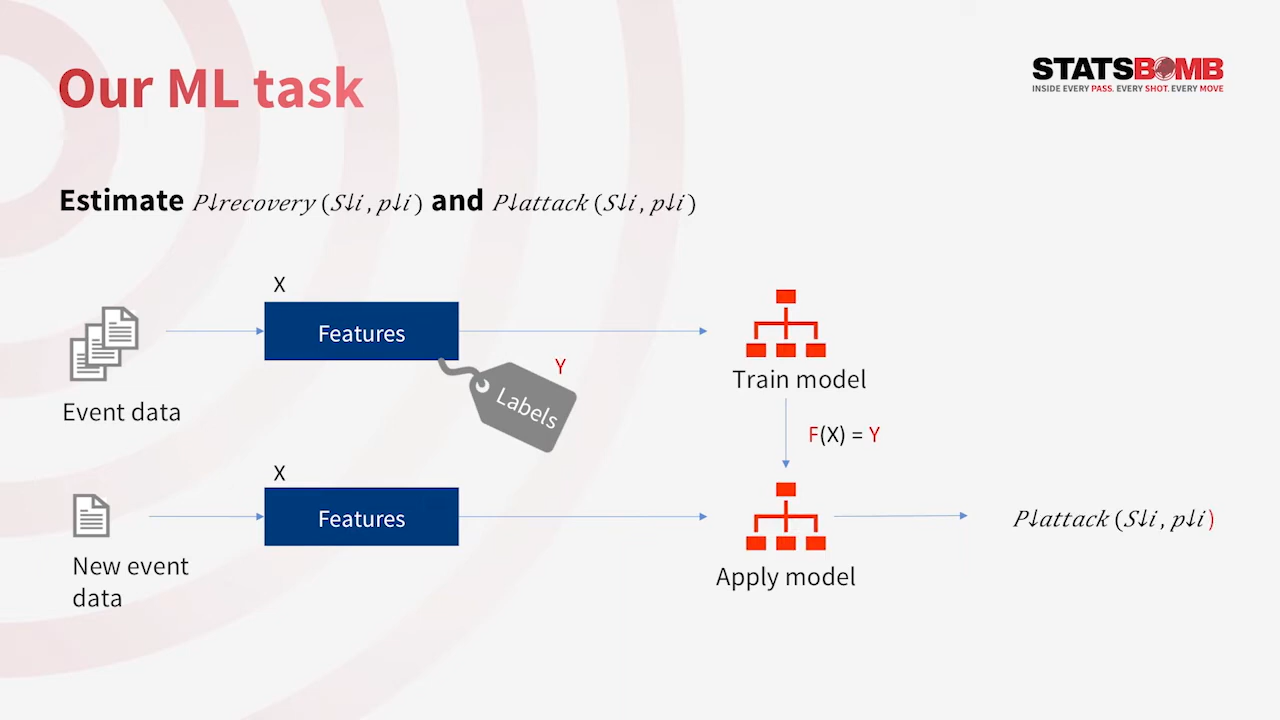 Our ML task
STATSBOMB
INSIDE EVERY PASS. EVERY SHOT. EVERY MOVE
Estimate P↓recovery (S↓i , p↓i ) and P↓attack (S↓i , p↓i )
X
Features
Y
Labels
Event data
Train model
F(X) = Y
X
Features
New event
data
Apply model
P↓attack (S↓i , p↓i )